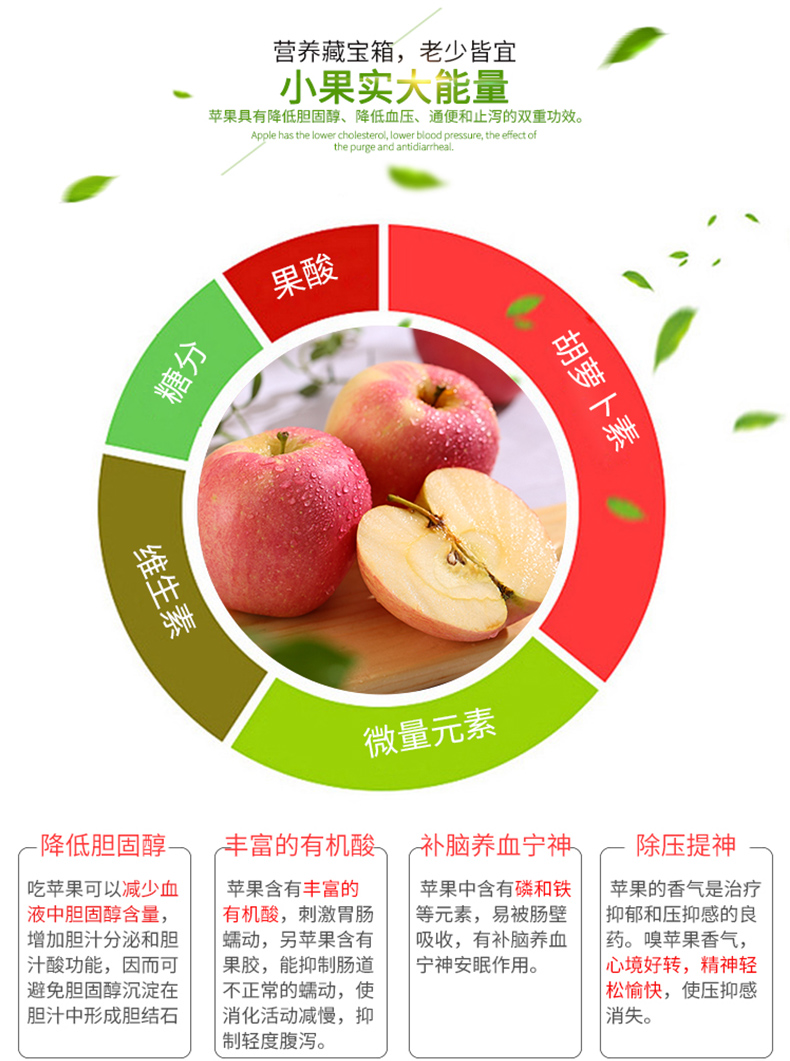 营养藏宝箱，老少皆宜
小果实大能量
苹果具有降低胆固醇、降低血压、通便和止泻的双重功效。
Apple has the lower cholesterol, lower blood pressure, the effect of
the purge and antidiarrheal.
果酸
胡萝卜素
糖分
维生素
微量元素
降低胆固醇
吃苹果可以减少血
液中胆固醇含量，
增加胆汁分泌和胆
汁酸功能，因而可
避免胆固醇沉淀在
胆汁中形成胆结石
丰富的有机酸
苹果含有丰富的
有机酸，刺激胃肠
蠕动，另苹果含有
果胶，能抑制肠道
不正常的蠕动，使
消化活动减慢，抑
制轻度腹泻。
补脑养血宁神
苹果中含有磷和铁
等元素，易被肠壁
吸收，有补脑养血
宁神安眠作用。
除压提神
苹果的香气是治疗
抑郁和压抑感的良
药。嗅苹果香气，
心境好转，精神轻
松愉快，使压抑感
消失。